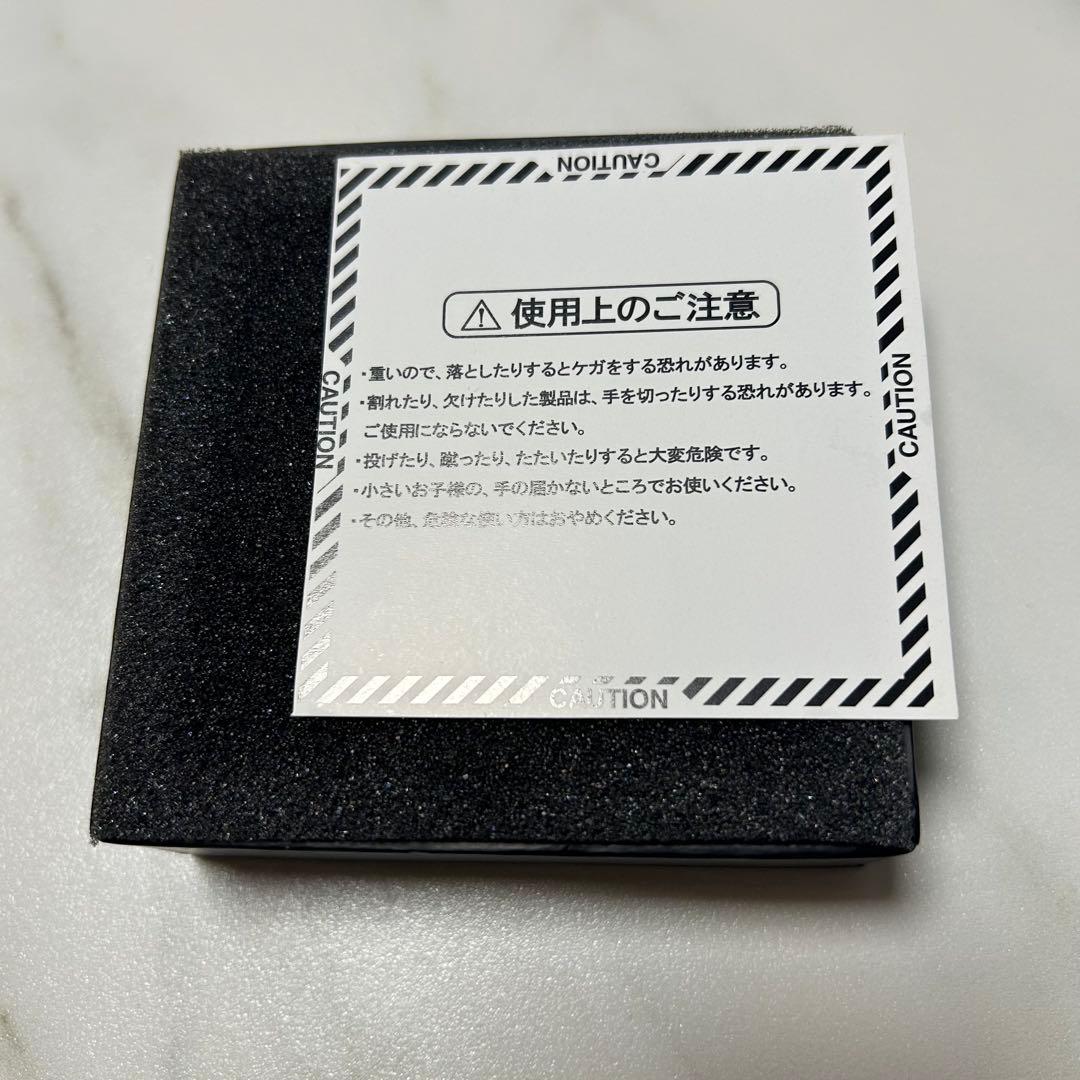 CAUTION
⚠ 使用上のご注意
・重いので、落としたりするとケガをする恐れがあります。
・割れたり、欠けたりした製品は、手を切ったりする恐れがあります。
ご使用にならないでください。
・投げたり、蹴ったり、たたいたりすると大変危険です。
・小さいお子様の、手の届かないところでお使いください。
・その他、危険な使い方はおやめください。
CAUTION
CAUTION
CAUTION